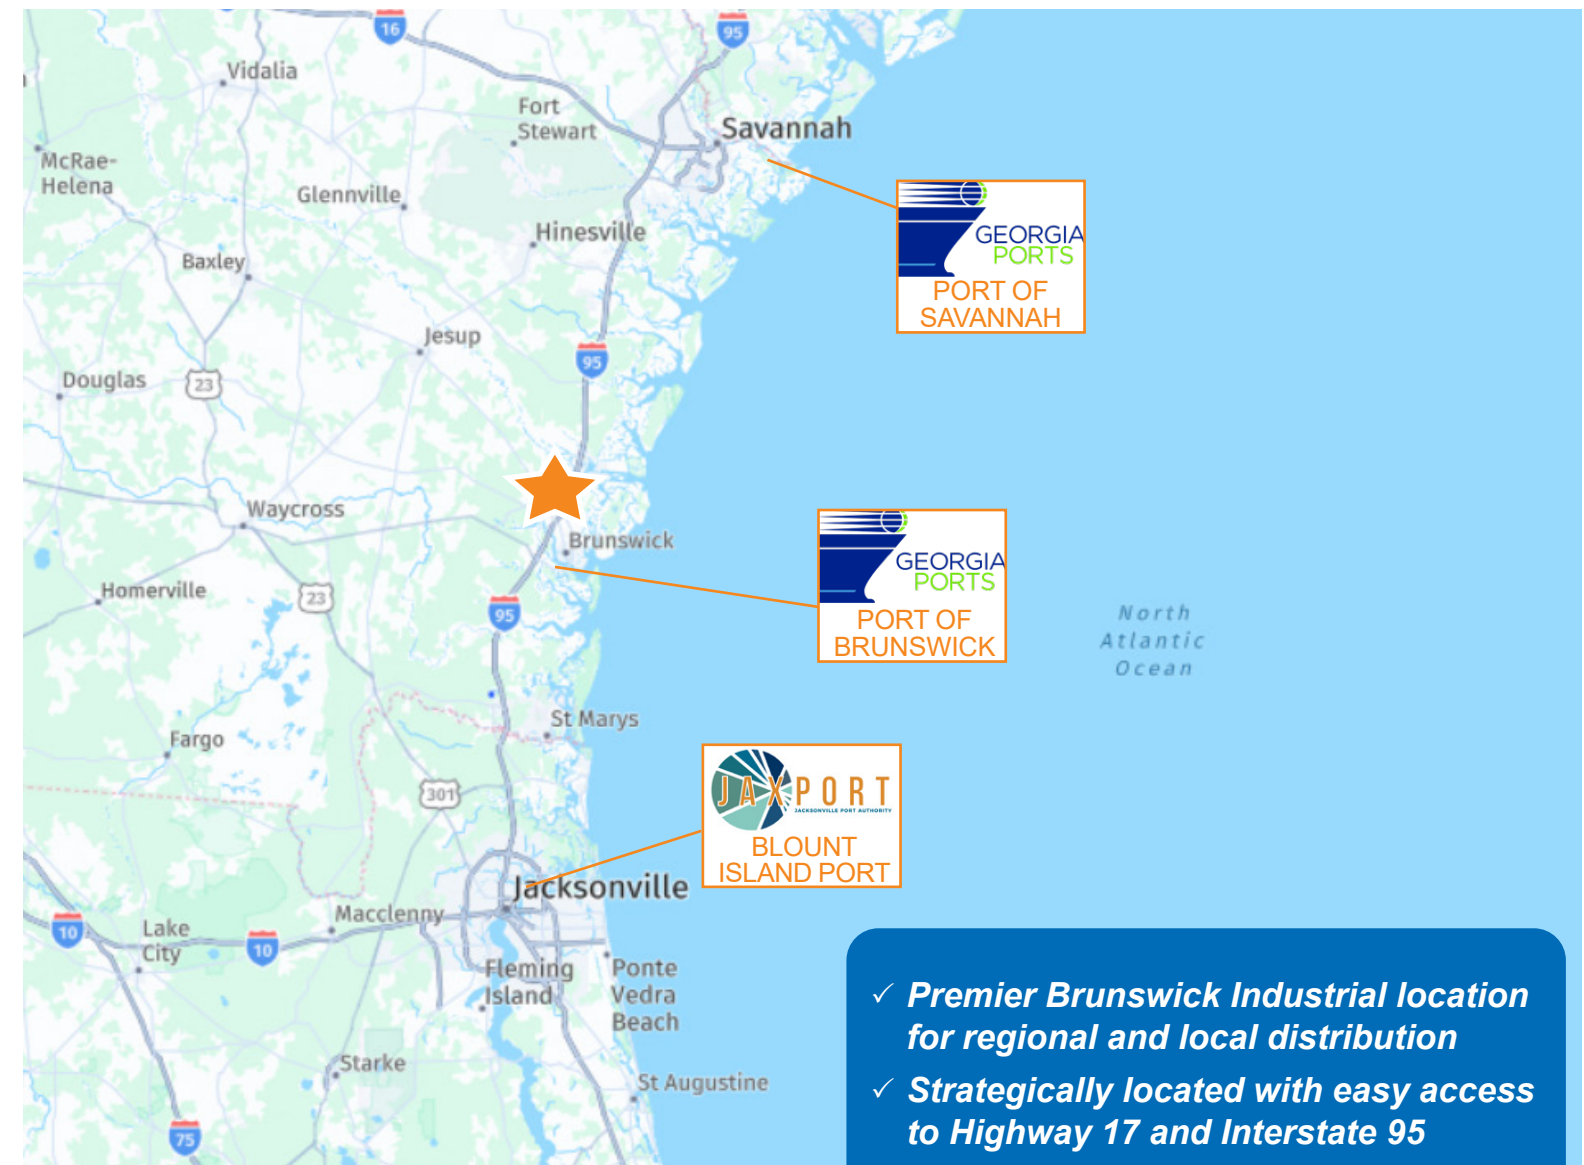 16
95
Vidalia
Fort
Stewart
Savannah
McRae-
Helena
Glennville
GEORGIA
PORTS
PORT OF
SAVANNAH
Hinesville
Baxley
Jesup
95
Douglas
23
Waycross
Brunswick
GEORGIA
PORTS
PORT OF
BRUNSWICK
Homerville
23
95
North
Atlantic
Ocean
St Marys
Fargo
301
JAXPORT
JACKSONVILLE PORT AUTHORITY
BLOUNT
ISLAND PORT
Jacksonville
Macclenny
10
Lake
City
10
Fleming
Island
Ponte
Vedra
Beach
Starke
St Augustine
75
✓ Premier Brunswick Industrial location
for regional and local distribution
✓ Strategically located with easy access
to Highway 17 and Interstate 95